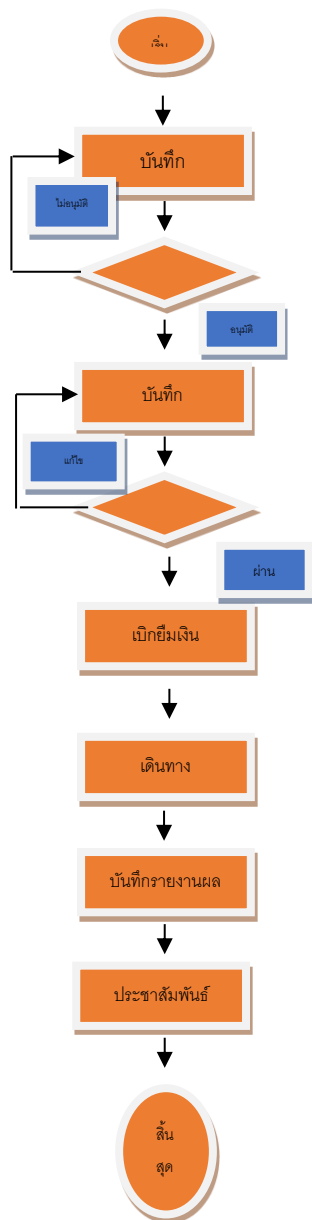 บันทึก
ไม่อนุมัติ
อนุมัติ
บันทึก
แก้ไข
ผ่าน
เบิกยืมเงิน
เดินทาง
บันทึกรายงานผล
ประชาสัมพันธ์
สิ้น
สุด